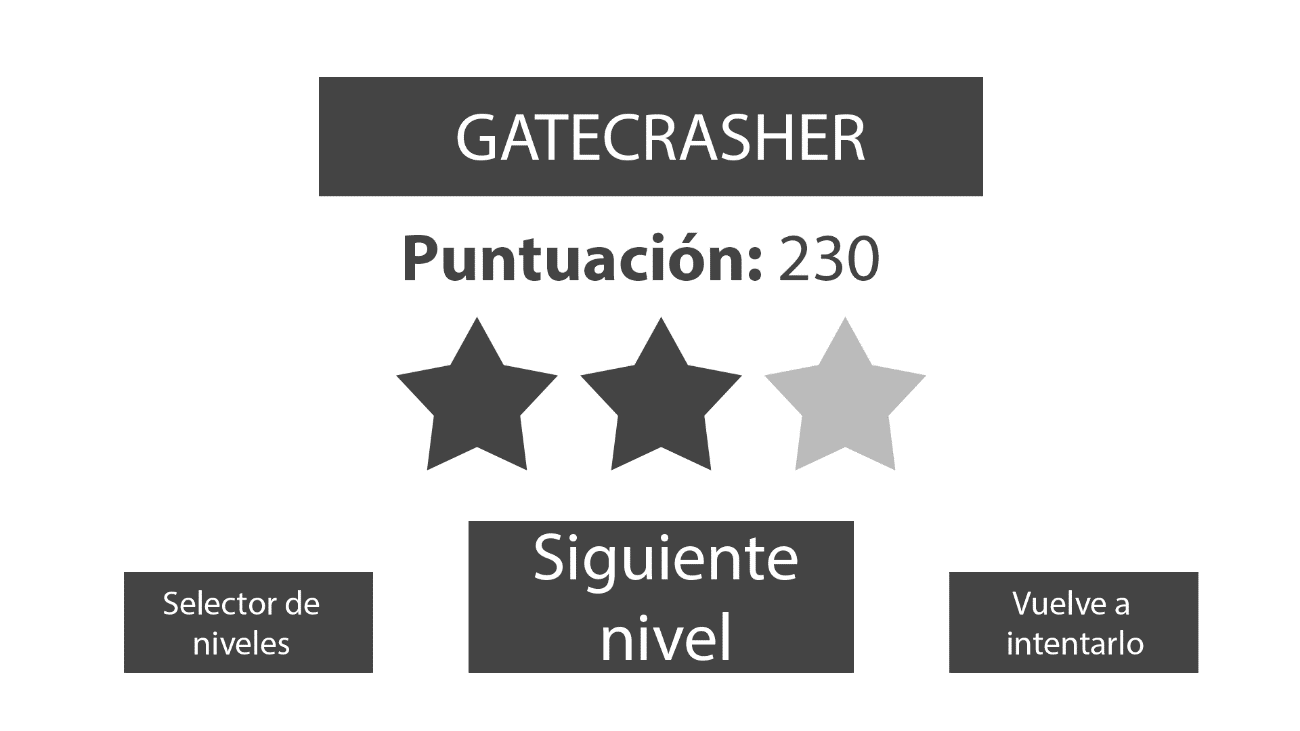 GATECRASHER
Puntuación: 230
Selector de
niveles
Siguiente
nivel
Vuelve a
intentarlo